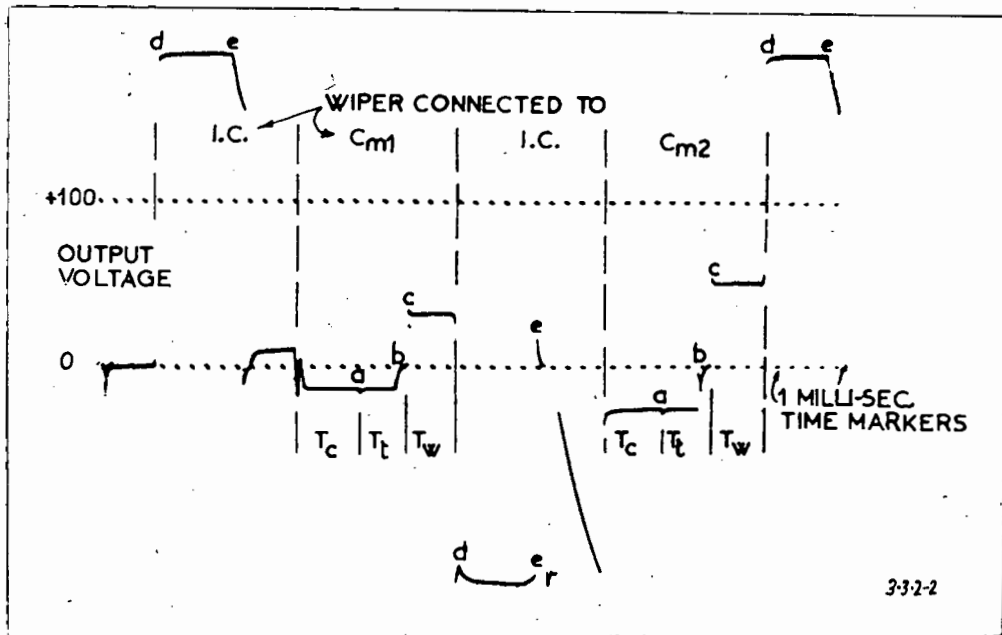 d e d e
WIPER CONNECTED TO
I.C. Cm1 I.C. Cm2
+100
OUTPUT
VOLTAGE
c c
e
0 b b
a a
1 MILLI-SEC.
TIME MARKERS
Tc Tt Tw Tc Tt Tw
d e r
3·3·2-2